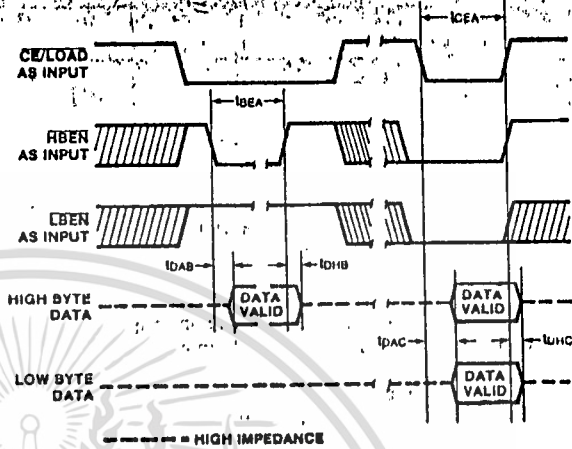 tCEA
CE/LOAD
AS INPUT
tBEA
HBEN
AS INPUT
LBEN
AS INPUT
tDAB
tDHB
HIGH BYTE
DATA
DATA
VALID
DATA
VALID
tDAC
tDHC
LOW BYTE
DATA
DATA
VALID
= HIGH IMPEDANCE